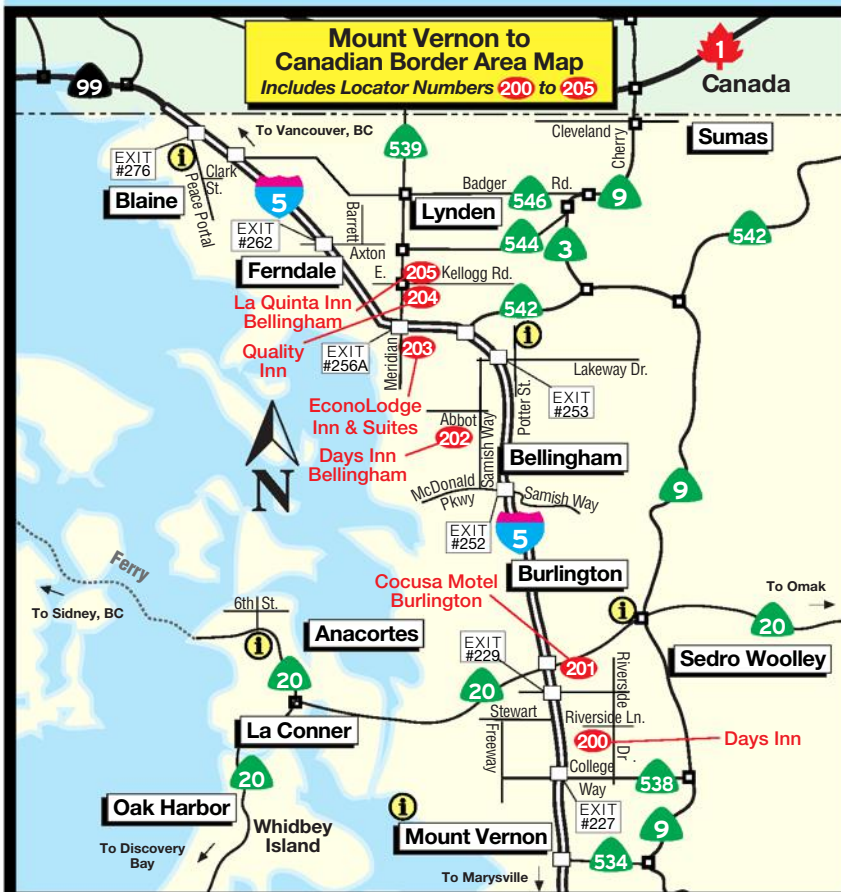 Mount Vernon to
Canadian Border Area Map
Includes Locator Numbers 200 to 205
1
Canada
99
To Vancouver, BC
539
Cleveland
Cherry
Sumas
EXIT
#276
i
Clark
St.
Peace Portal
Blaine
5
Badger Rd.
546
9
Lynden
Barrett
EXIT
#262
Axton
544
3
542
Ferndale
E. Kellogg Rd.
205
204
La Quinta Inn
Bellingham
542
Quality
Inn
EXIT
#256A
Meridian
203
i
Potter St.
Lakeway Dr.
EXIT
#253
EconoLodge
Inn & Suites
Abbot
202
Samish Way
Days Inn
Bellingham
N
Bellingham
McDonald
Pkwy
Samish Way
9
EXIT
#252
5
Ferry
To Sidney, BC
Cocusa Motel
Burlington
Burlington
To Omak
i
20
6th St.
i
Anacortes
EXIT
#229
201
Sedro Woolley
20
20
Riverside
Dr.
La Conner
Stewart
Freeway
Riverside Ln.
200
Days Inn
20
College
Way
538
Oak Harbor
i
EXIT
#227
Whidbey
Island
Mount Vernon
9
To Discovery
Bay
534
To Marysville